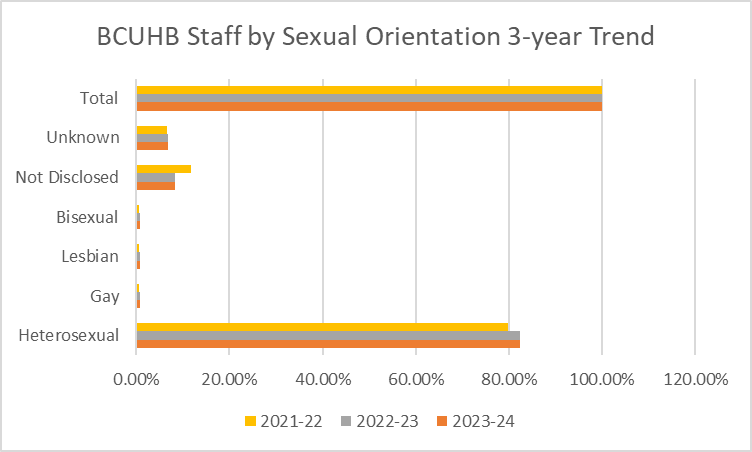 BCUHB Staff by Sexual Orientation 3-year Trend
Total
Unknown
Not Disclosed
Bisexual
Lesbian
Gay
Heterosexual
0.00% 20.00% 40.00% 60.00% 80.00% 100.00% 120.00%
2021-22 2022-23 2023-24